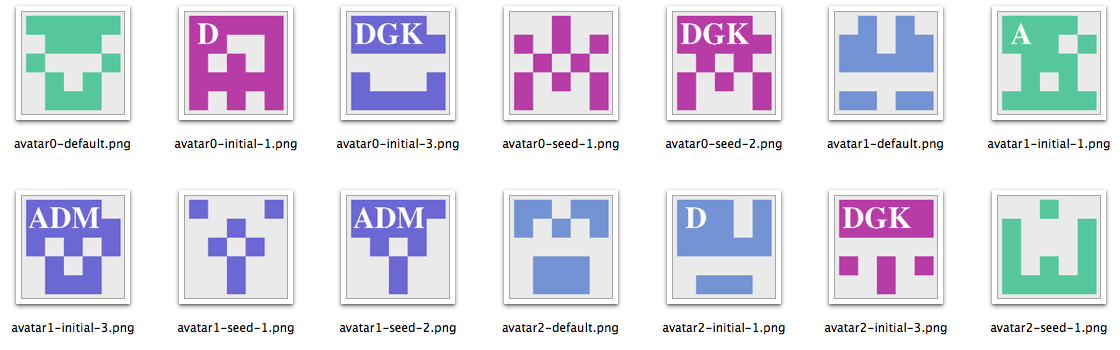 D DGK DGK A
avatar0-default.png avatar0-initial-1.png avatar0-initial-3.png avatar0-seed-1.png avatar0-seed-2.png avatar1-default.png avatar1-initial-1.png
ADM ADM D DGK
avatar1-initial-3.png avatar1-seed-1.png avatar1-seed-2.png avatar2-default.png avatar2-initial-1.png avatar2-initial-3.png avatar2-seed-1.png